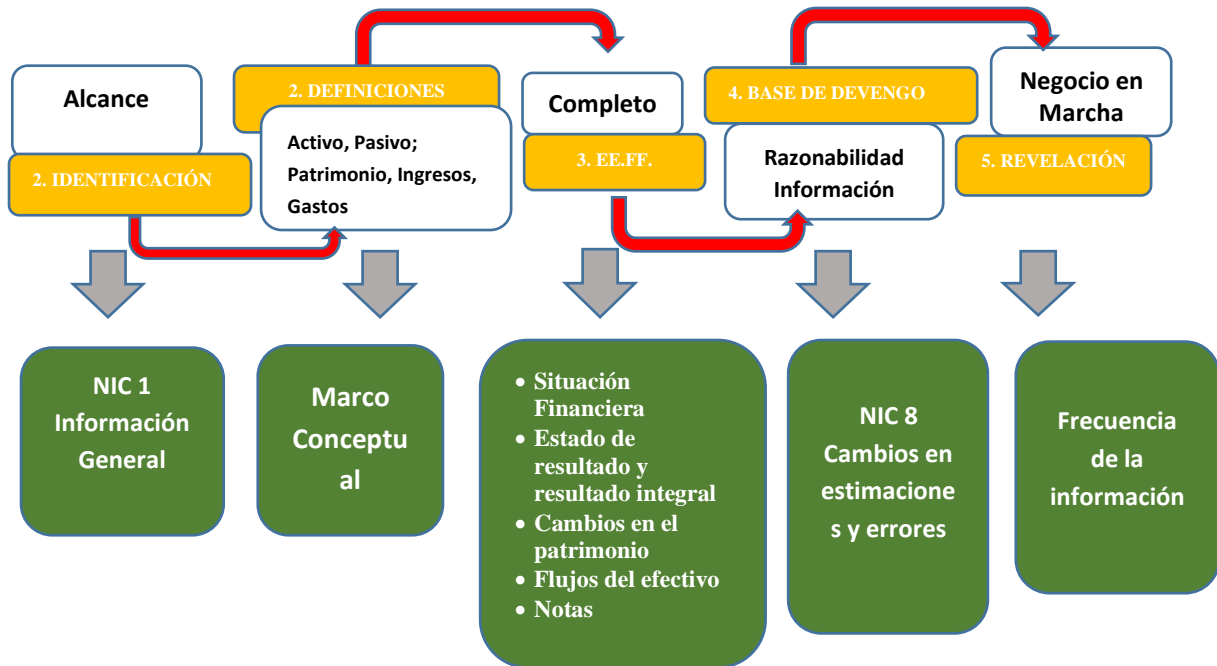 Alcance
2. IDENTIFICACIÓN
2. DEFINICIONES
Activo, Pasivo;
Patrimonio, Ingresos,
Gastos
Completo
3. EE.FF.
4. BASE DE DEVENGO
Razonabilidad
Información
Negocio en
Marcha
5. REVELACIÓN
NIC 1
Información
General
Marco
Conceptu
al
• Situación
Financiera
• Estado de
resultado y
resultado integral
• Cambios en el
patrimonio
• Flujos del efectivo
• Notas
NIC 8
Cambios en
estimacione
s y errores
Frecuencia
de la
información